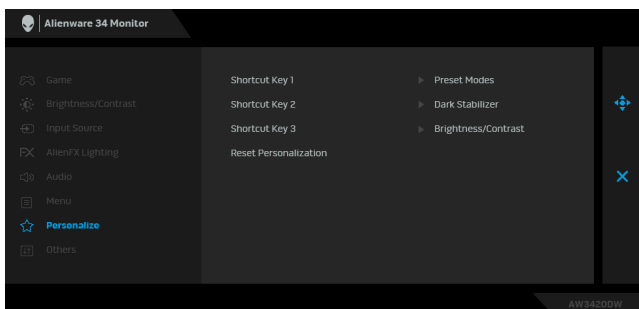 Alienware 34 Monitor
Game
Brightness/Contrast
Input Source
AlienFX Lighting
Audio
Menu
Personalize
Others
Shortcut Key 1 Preset Modes
Shortcut Key 2 Dark Stabilizer
Shortcut Key 3 Brightness/Contrast
Reset Personalization
AW3420DW